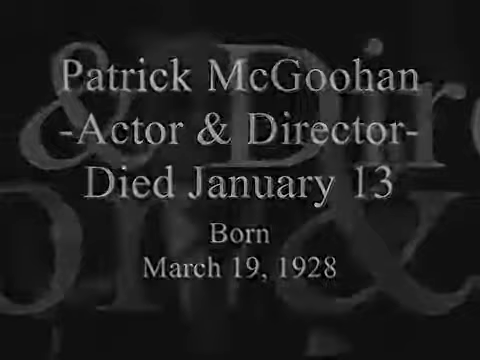 Patrick McGoohan
-Actor & Director-
Died January 13
Born
March 19, 1928